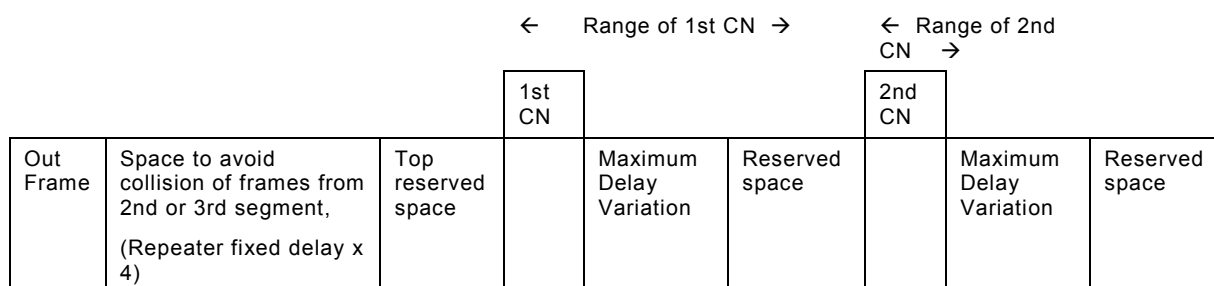 ← Range of 1st CN →
← Range of 2nd
CN →
1st
CN
2nd
CN
Out
Frame
Space to avoid
collision of frames from
2nd or 3rd segment,
(Repeater fixed delay x
4)
Top
reserved
space
Maximum
Delay
Variation
Reserved
space
Maximum
Delay
Variation
Reserved
space